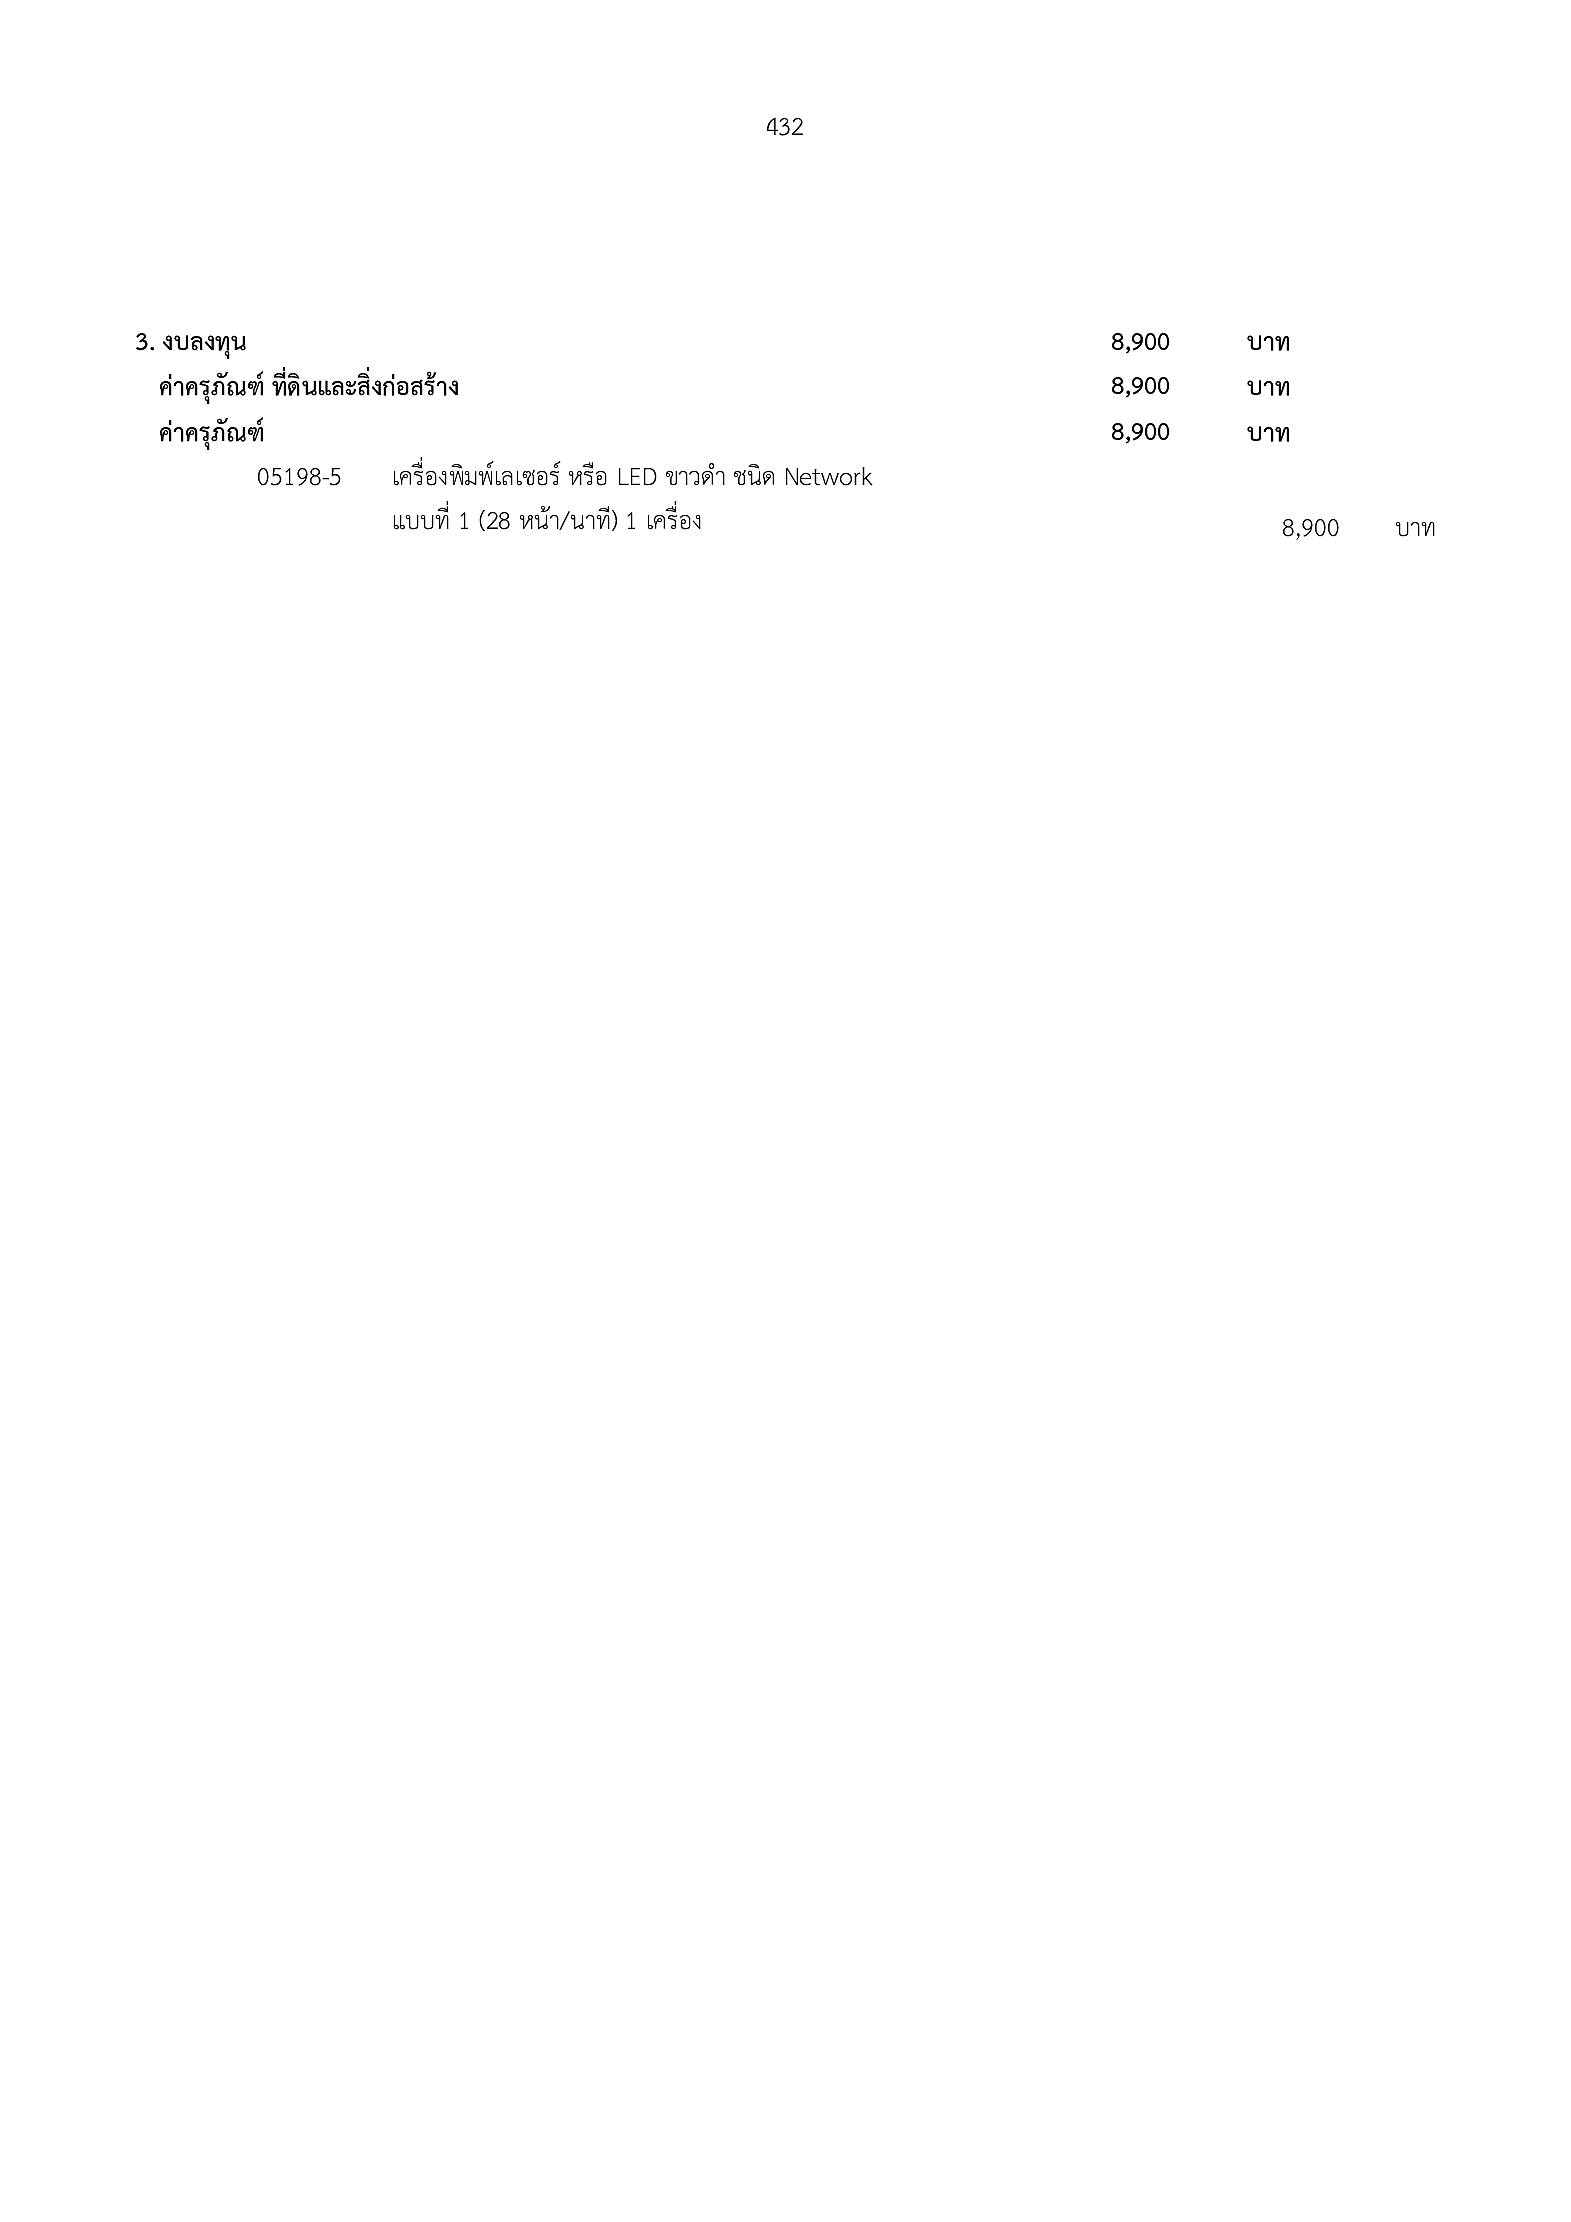 432
3. งบลงทุน 8,900 บาท
ค่าครุภัณฑ์ ที่ดินและสิ่งก่อสร้าง 8,900 บาท
ค่าครุภัณฑ์ 8,900 บาท
05198-5 เครื่องพิมพ์เลเซอร์ หรือ LED ขาวดำ ชนิด Network
แบบที่ 1 (28 หน้า/นาที) 1 เครื่อง 8,900 บาท